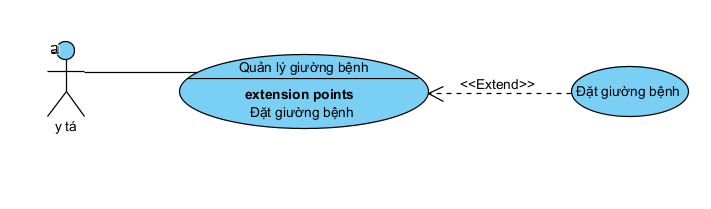 a
Quản lý giường bệnh
extension points
Đặt giường bệnh
<<Extend>>
Đặt giường bệnh
y tá